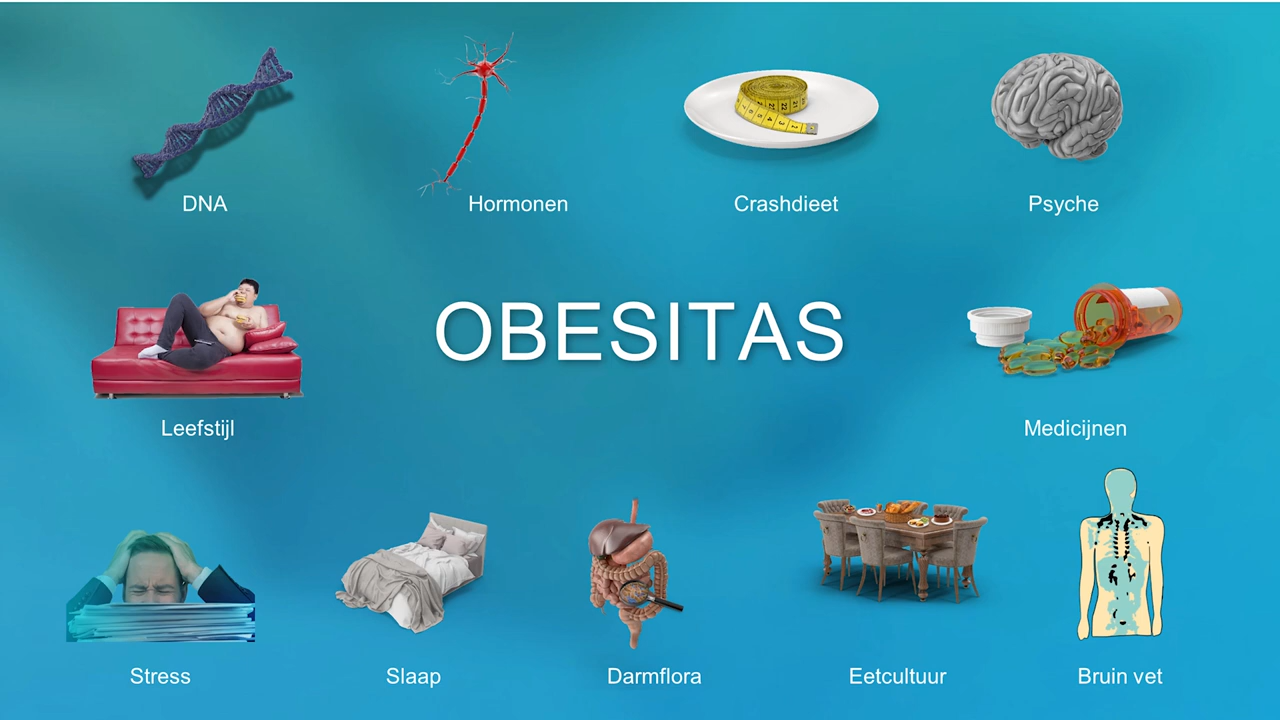 DNA
Hormonen
Crashdieet
Psyche
OBESITAS
Leefstijl
Medicijnen
Stress
Slaap
Darmflora
Eetcultuur
Bruin vet